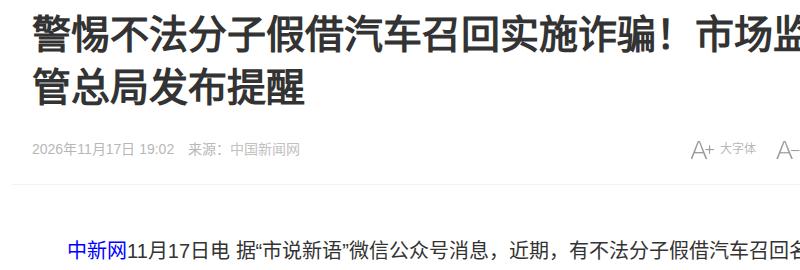 警惕不法分子假借汽车召回实施诈骗！市场监
管总局发布提醒
2026年11月17日 19:02 来源：中国新闻网
A+ 大字体 A-
中新网11月17日电 据“市说新语”微信公众号消息，近期，有不法分子假借汽车召回名